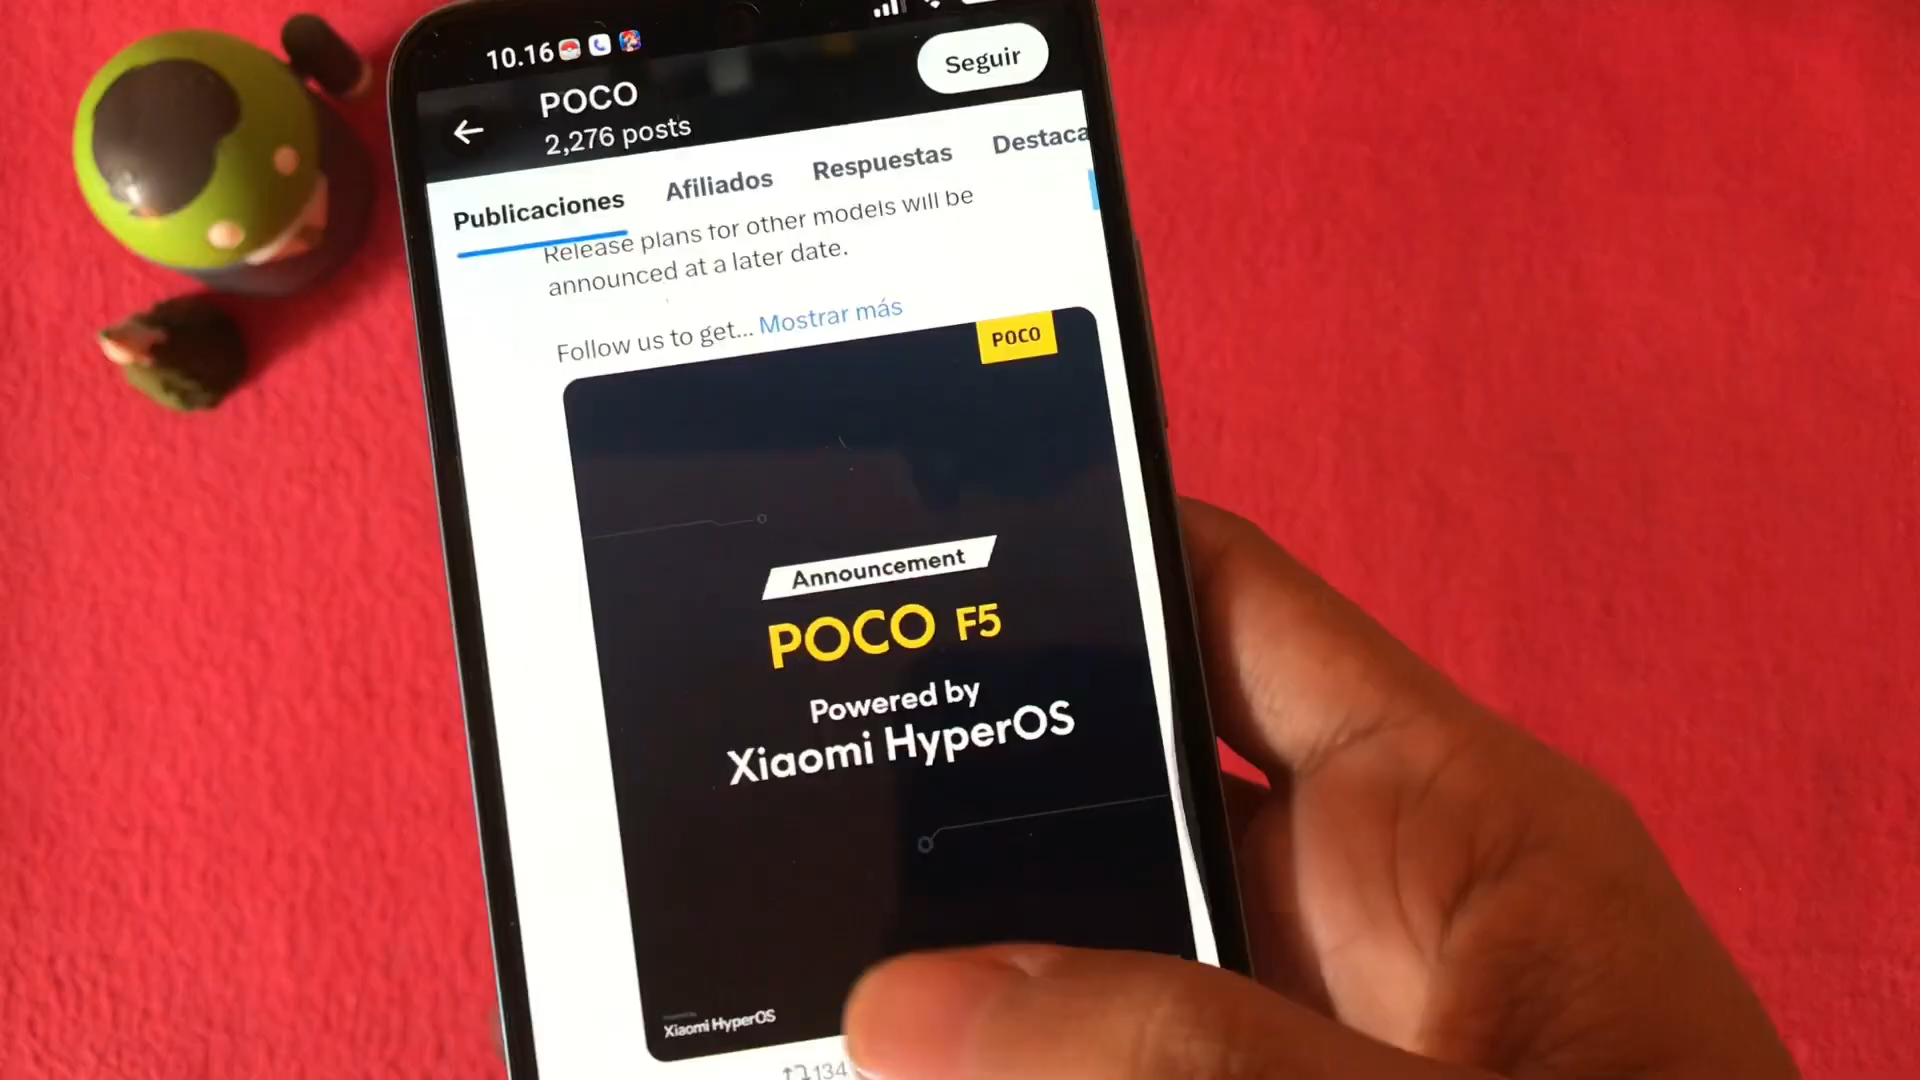 10.16
POCO
2,276 posts
Seguir
Publicaciones
Afiliados
Respuestas
Destaca
Release plans for other models will be
announced at a later date.
Follow us to get... Mostrar más
POCO
Announcement
POCO F5
Powered by
Xiaomi HyperOS
Xiaomi HyperOS
134